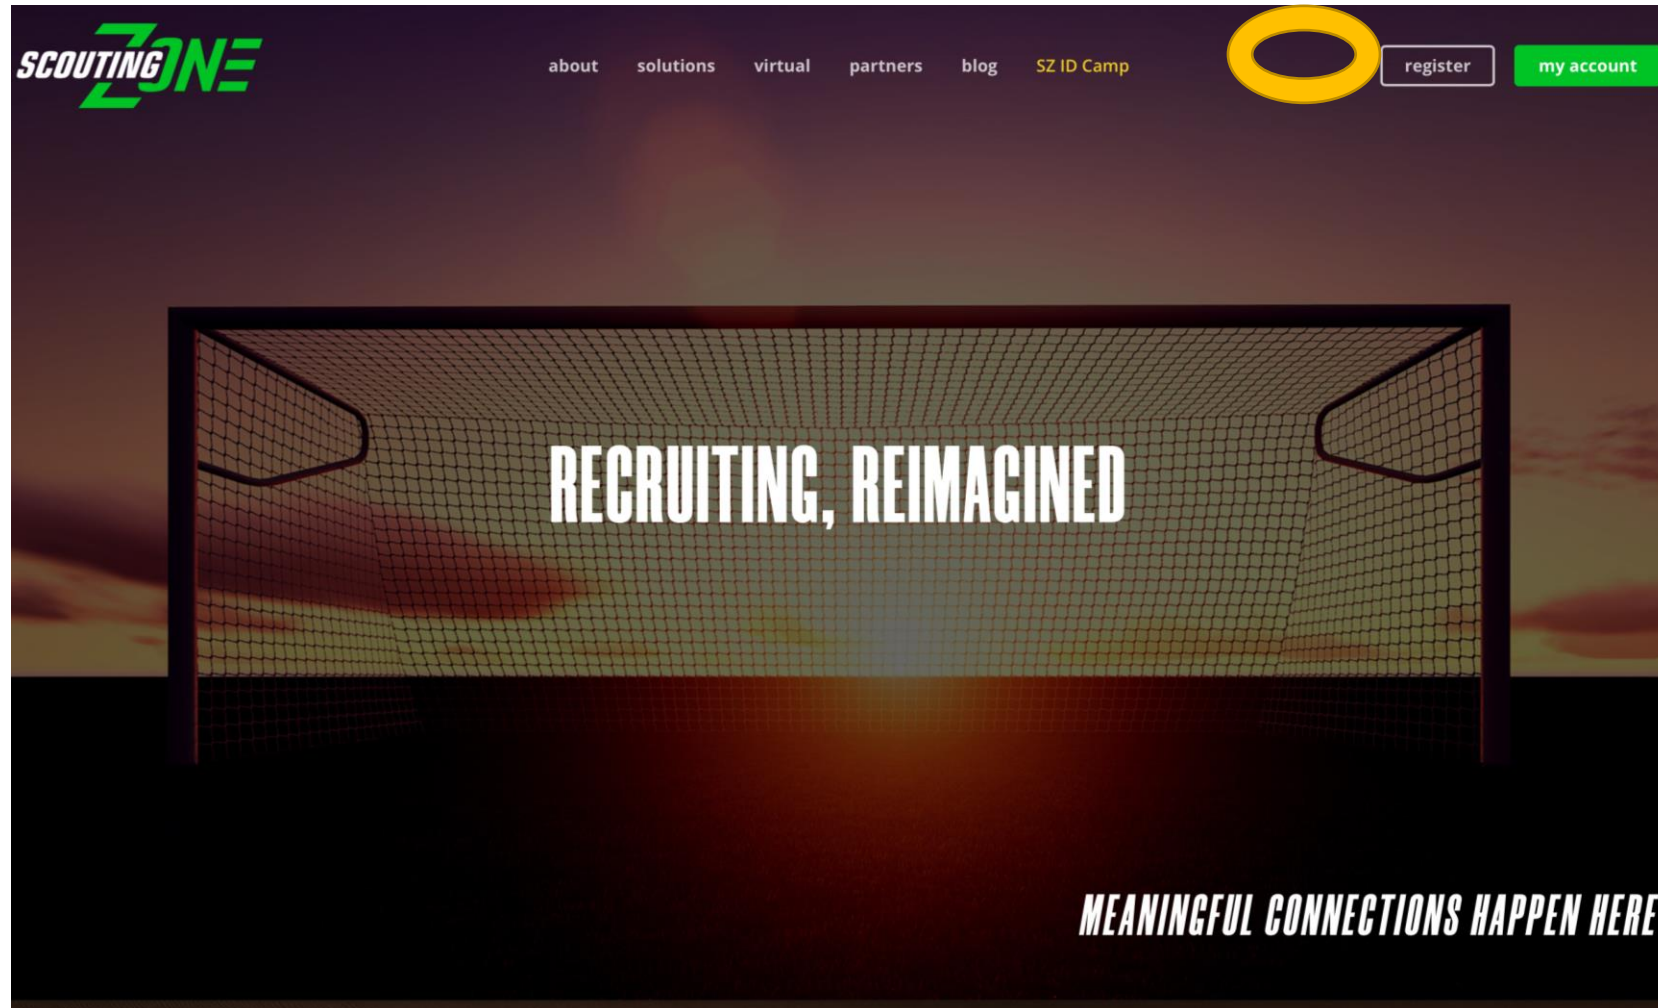 SCOUTING ZONE
about solutions virtual partners blog SZ ID Camp register my account
RECRUITING, REIMAGINED
MEANINGFUL CONNECTIONS HAPPEN HERE